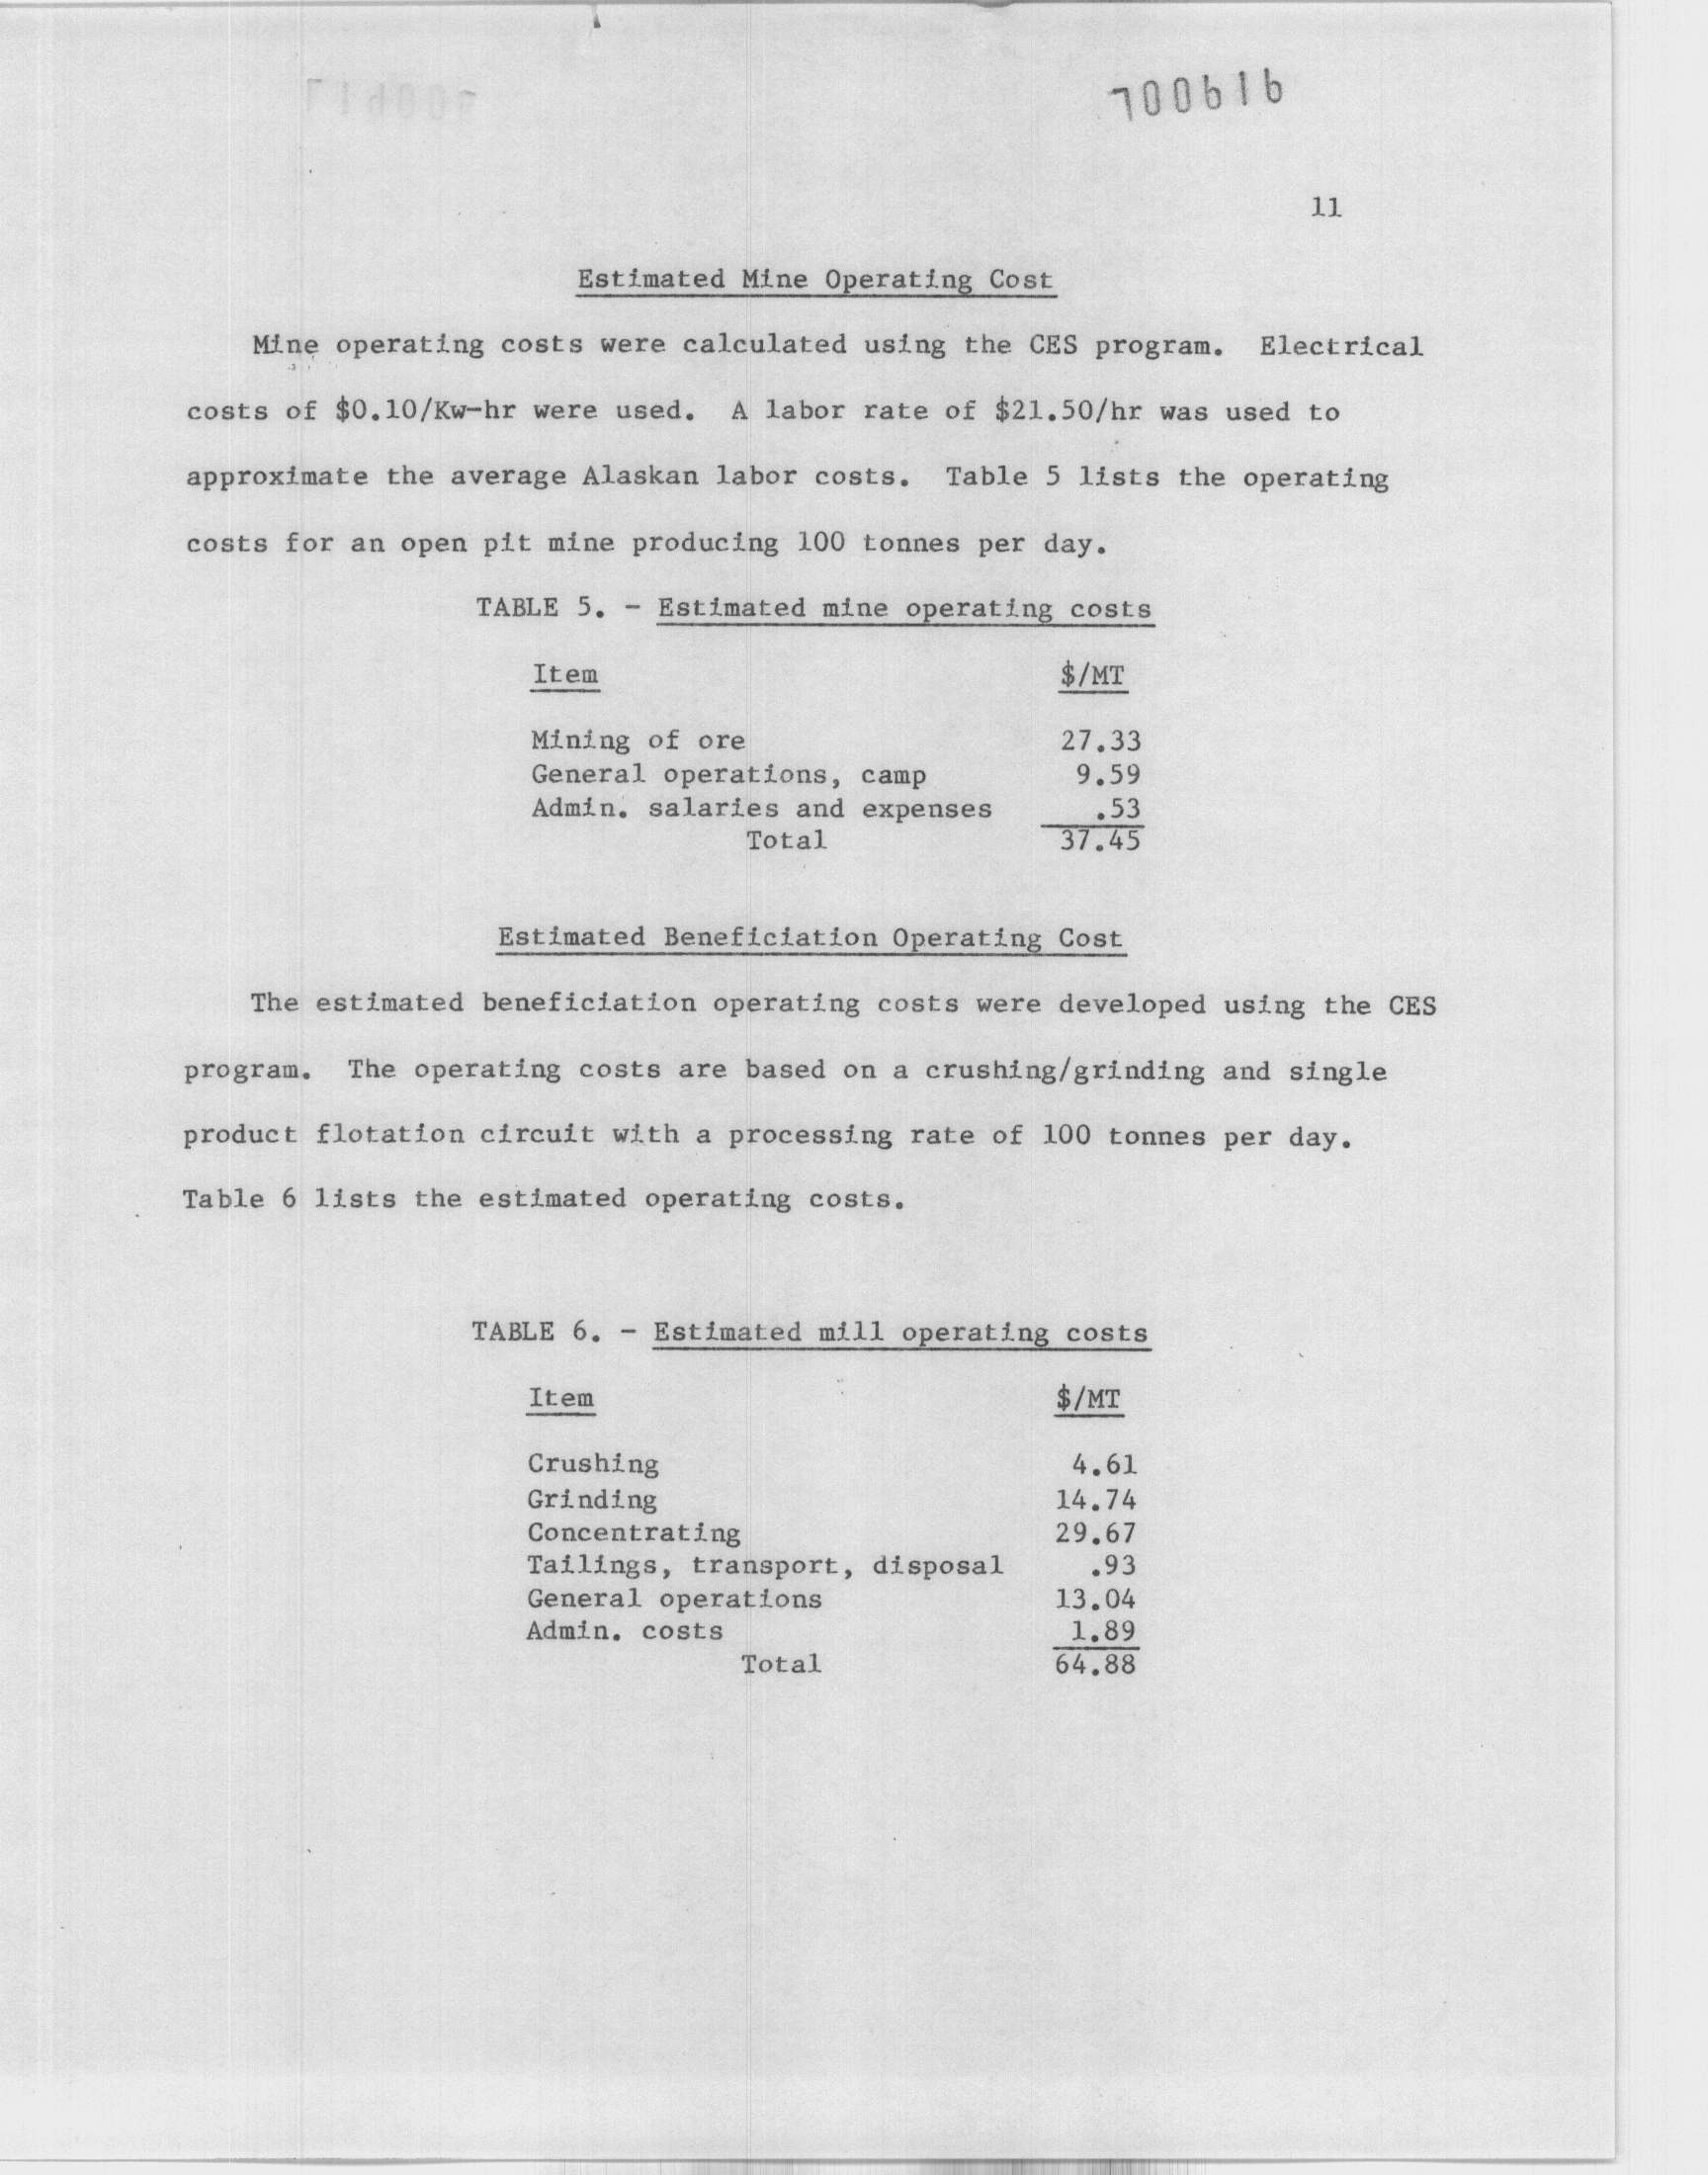 700616
11
Estimated Mine Operating Cost
Mine operating costs were calculated using the CES program. Electrical
costs of $0.10/Kw-hr were used. A labor rate of $21.50/hr was used to
approximate the average Alaskan labor costs. Table 5 lists the operating
costs for an open pit mine producing 100 tonnes per day.
TABLE 5. - Estimated mine operating costs
Item $/MT
Mining of ore 27.33
General operations, camp 9.59
Admin. salaries and expenses .53
Total 37.45
Estimated Beneficiation Operating Cost
The estimated beneficiation operating costs were developed using the CES
program. The operating costs are based on a crushing/grinding and single
product flotation circuit with a processing rate of 100 tonnes per day.
Table 6 lists the estimated operating costs.
TABLE 6. - Estimated mill operating costs
Item $/MT
Crushing 4.61
Grinding 14.74
Concentrating 29.67
Tailings, transport, disposal .93
General operations 13.04
Admin. costs 1.89
Total 64.88